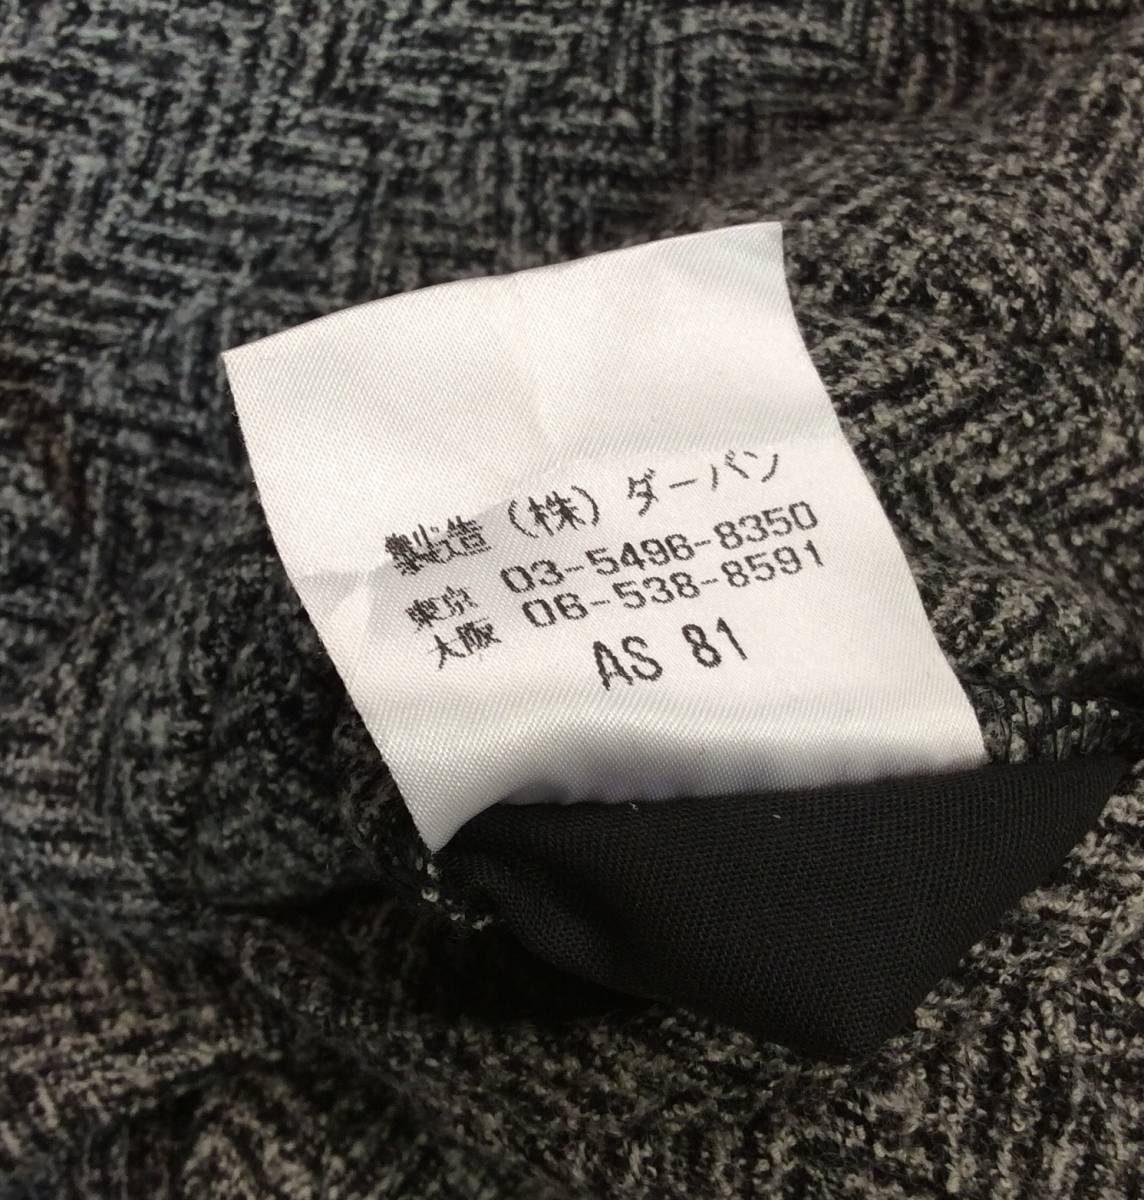 製造（株）ダーバン
東京 03-5496-8350
大阪 06-538-8591
AS 81